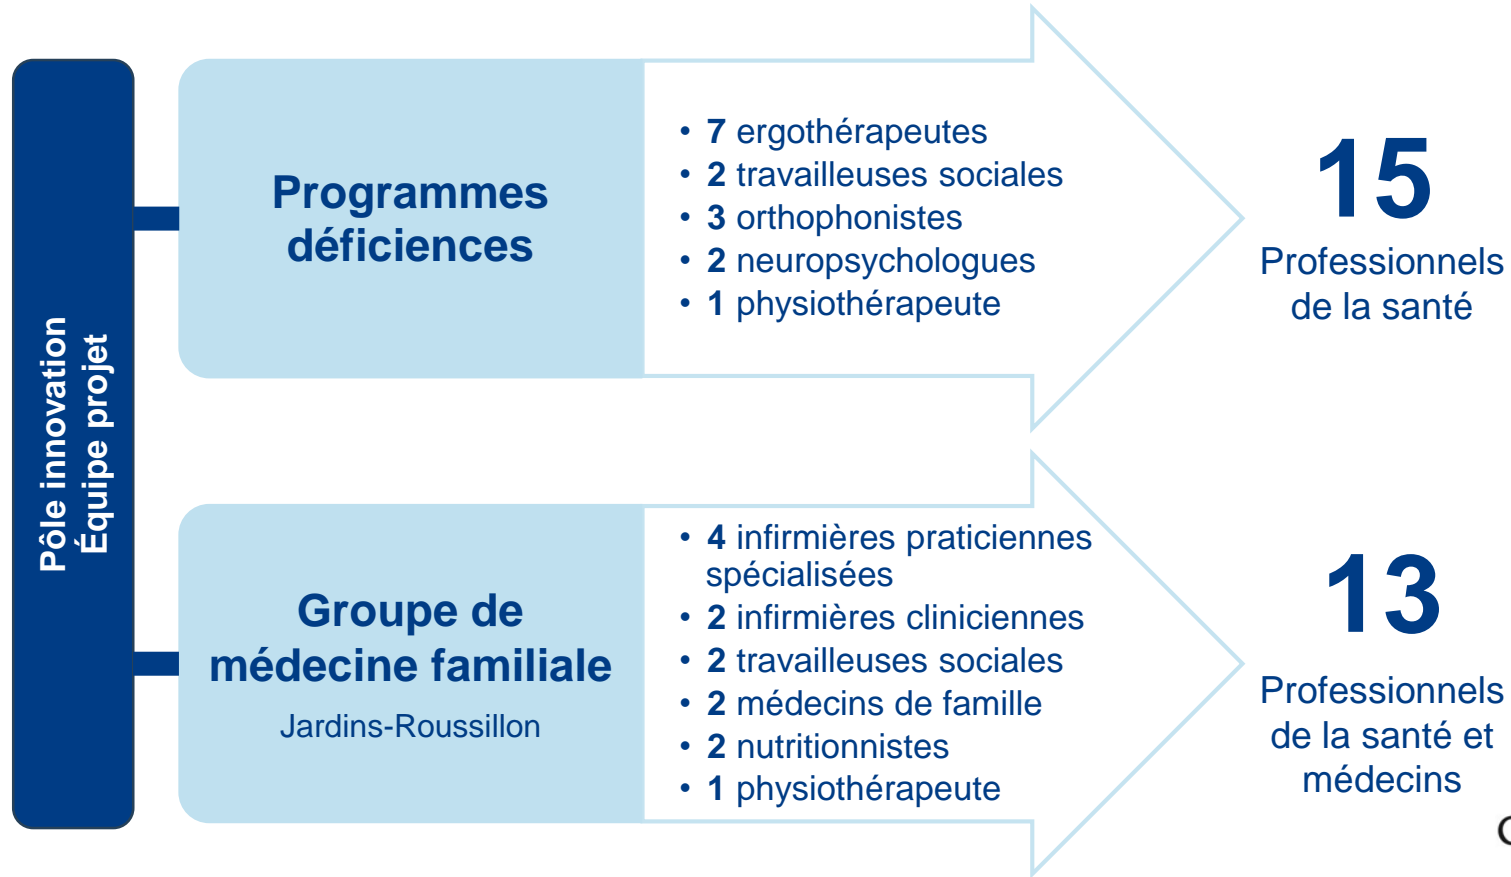 Pôle innovation
Équipe projet
Programmes
déficiences
• 7 ergothérapeutes
• 2 travailleuses sociales
• 3 orthophonistes
• 2 neuropsychologues
• 1 physiothérapeute
15
Professionnels
de la santé
Groupe de
médecine familiale
Jardins-Roussillon
• 4 infirmières praticiennes
spécialisées
• 2 infirmières cliniciennes
• 2 travailleuses sociales
• 2 médecins de famille
• 2 nutritionnistes
• 1 physiothérapeute
13
Professionnels
de la santé et
médecins